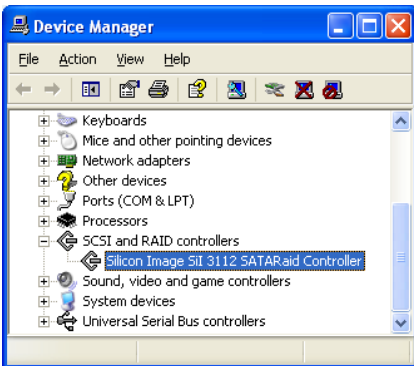 Device Manager
File Action View Help
Keyboards
Mice and other pointing devices
Network adapters
Other devices
Ports (COM & LPT)
Processors
SCSI and RAID controllers
Silicon Image SiI 3112 SATARaid Controller
Sound, video and game controllers
System devices
Universal Serial Bus controllers